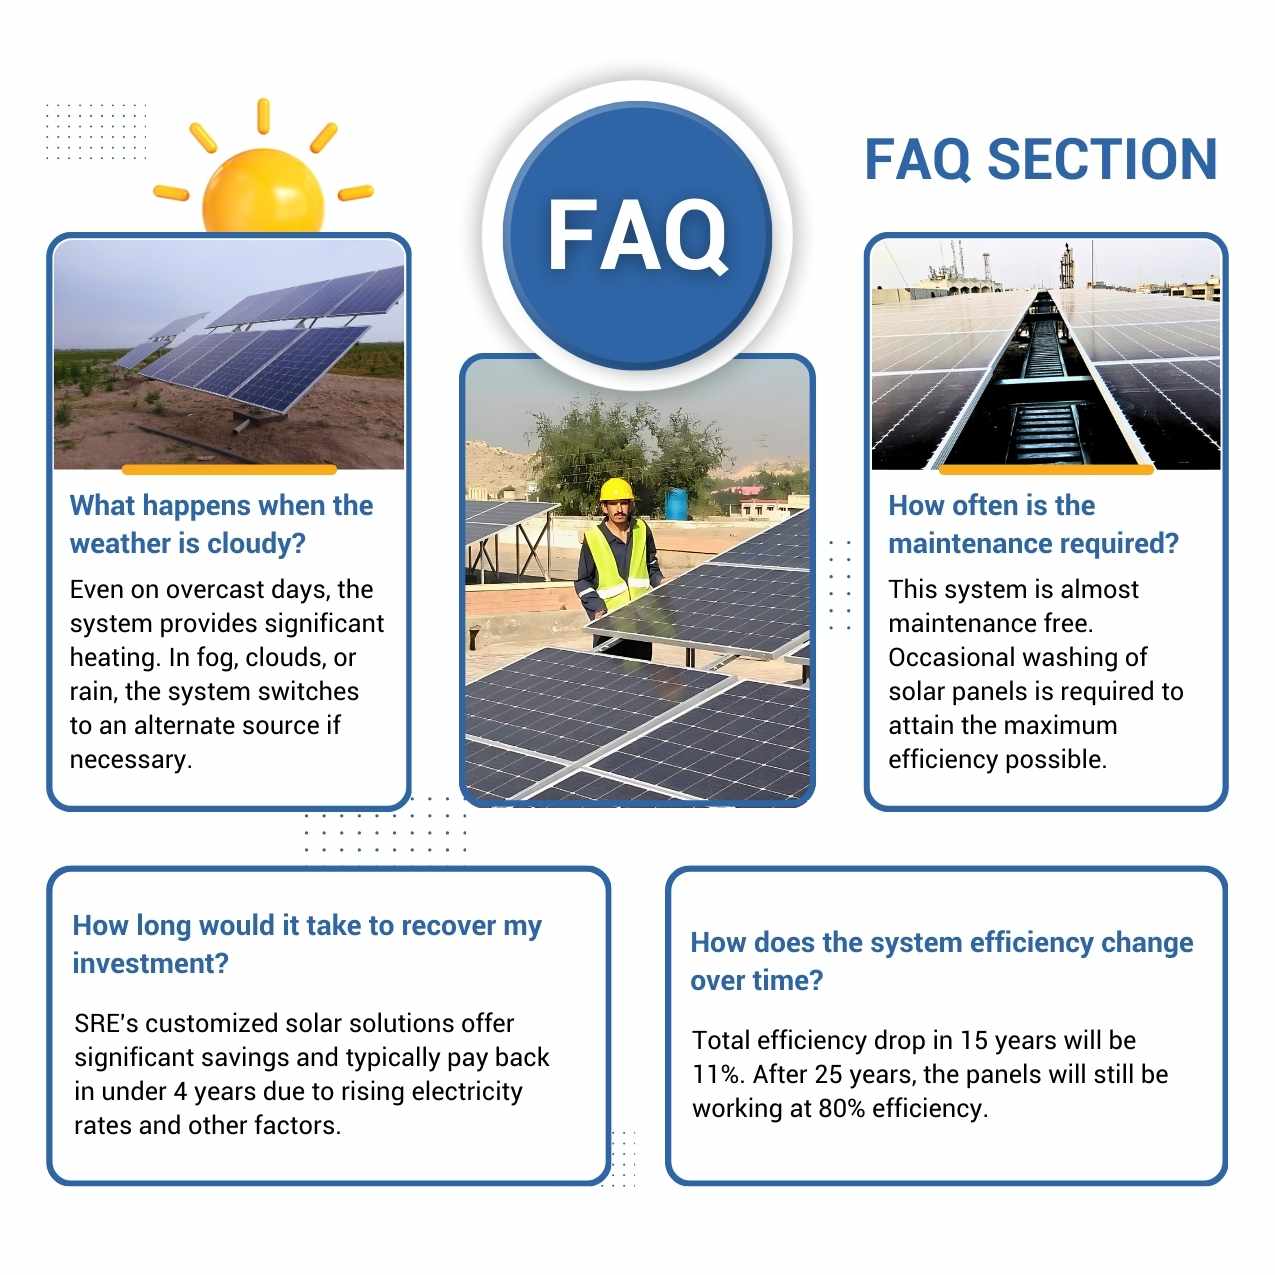 FAQ
FAQ SECTION
What happens when the
weather is cloudy?
Even on overcast days, the
system provides significant
heating. In fog, clouds, or
rain, the system switches
to an alternate source if
necessary.
How often is the
maintenance required?
This system is almost
maintenance free.
Occasional washing of
solar panels is required to
attain the maximum
efficiency possible.
How long would it take to recover my
investment?
SRE's customized solar solutions offer
significant savings and typically pay back
in under 4 years due to rising electricity
rates and other factors.
How does the system efficiency change
over time?
Total efficiency drop in 15 years will be
11%. After 25 years, the panels will still be
working at 80% efficiency.